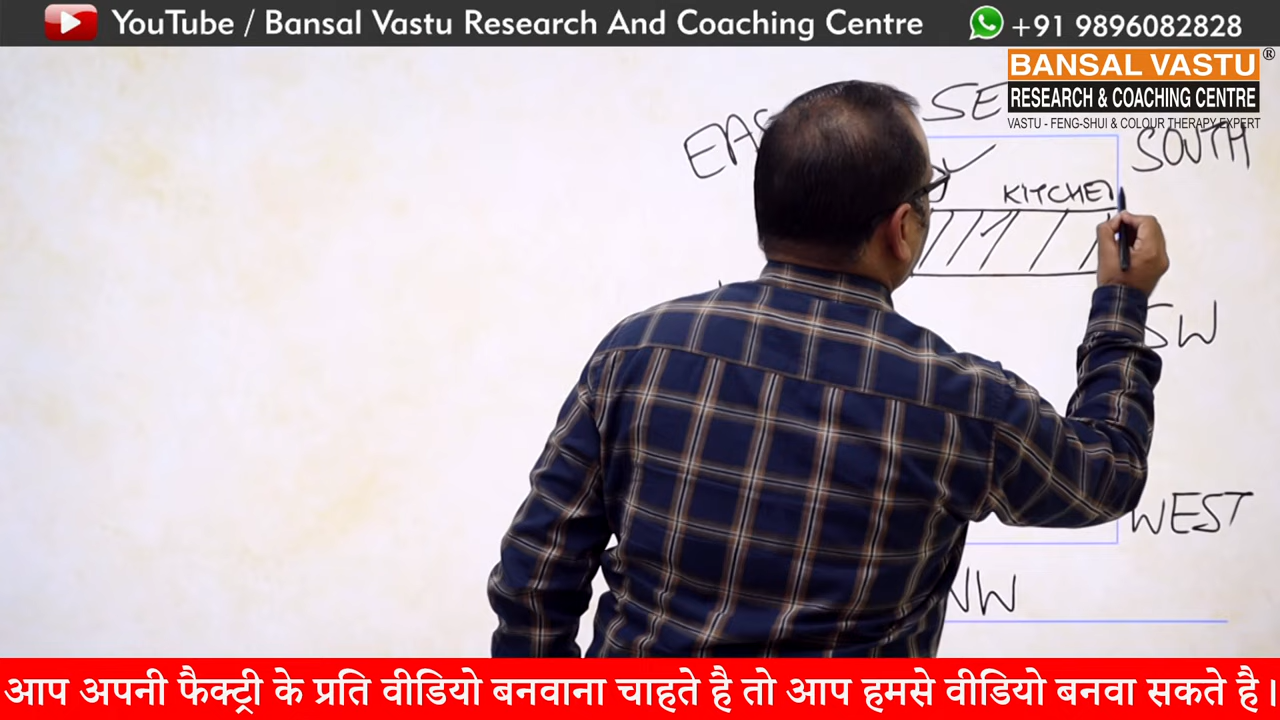 YouTube / Bansal Vastu Research And Coaching Centre
+91 9896082828
BANSAL VASTU®
RESEARCH & COACHING CENTRE
VASTU - FENG-SHUI & COLOUR THERAPY EXPERT
SE
SOUTH
KITCHEN
SW
WEST
NW
आप अपनी फैक्ट्री के प्रति वीडियो बनवाना चाहते है तो आप हमसे वीडियो बनवा सकते है।